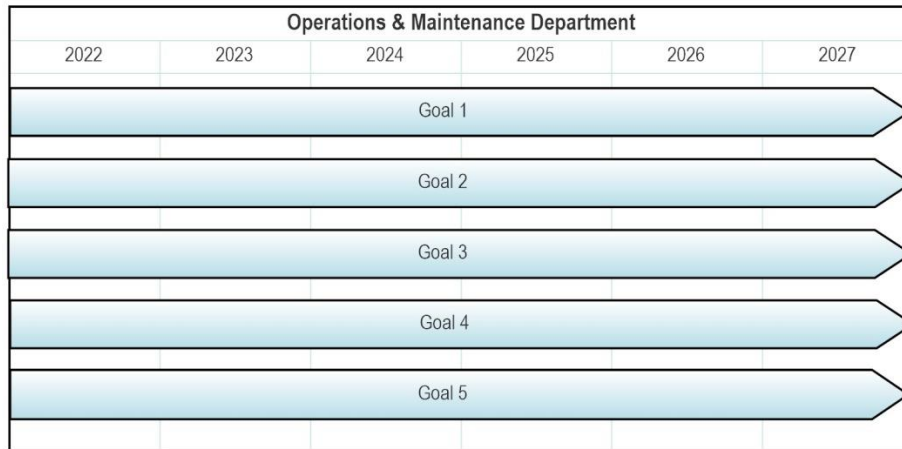 Operations & Maintenance Department
2022 2023 2024 2025 2026 2027
Goal 1
Goal 2
Goal 3
Goal 4
Goal 5